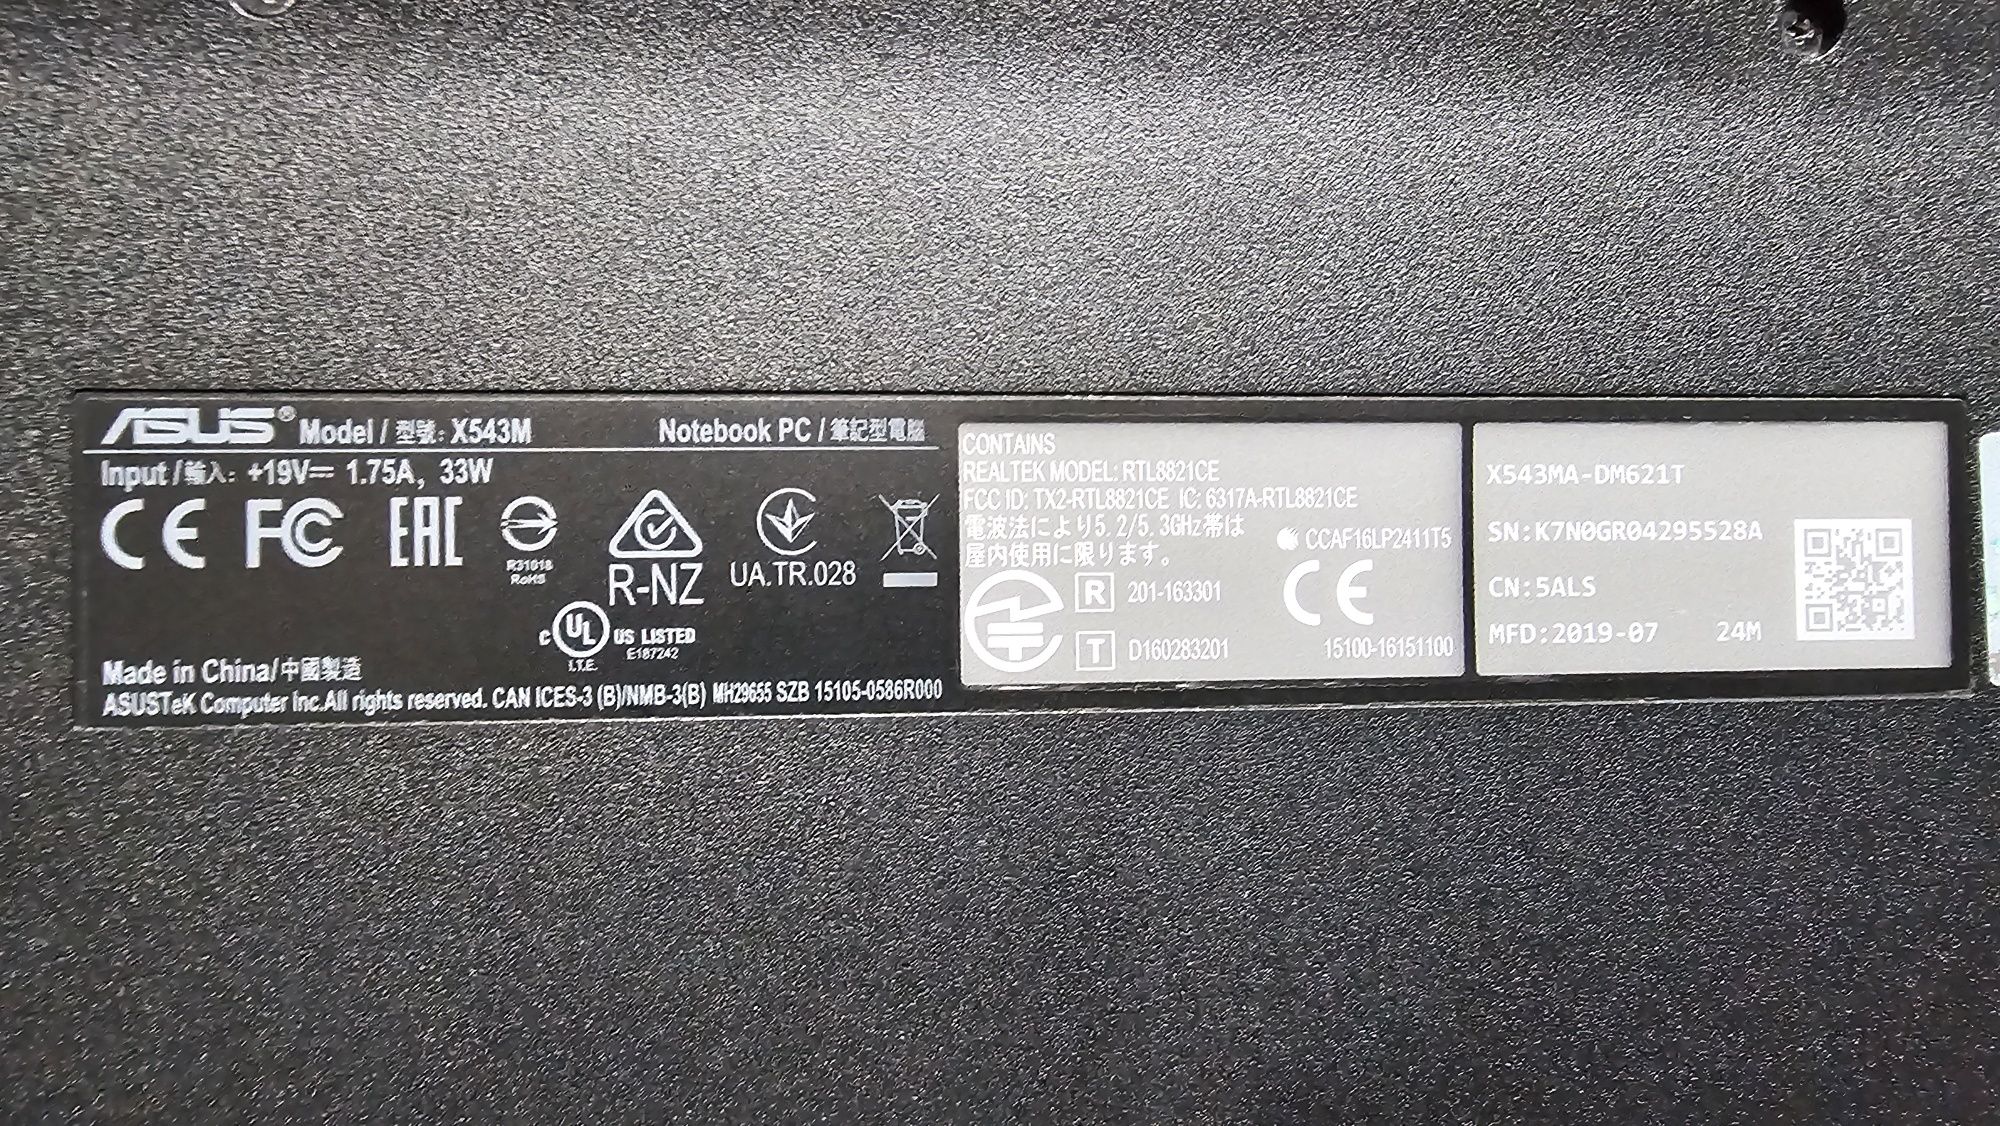 ASUS® Model / 型號: X543M Notebook PC / 筆記型電腦
Input / 輸入: +19V⎓ 1.75A, 33W
CE FC EAC
R31018
RoHS
R-NZ
UA.TR.028
c UL US LISTED
I.T.E. E187242
Made in China/中國製造
ASUSTeK Computer Inc.All rights reserved. CAN ICES-3 (B)/NMB-3(B) MH29655 SZB 15105-0586R000
CONTAINS
REALTEK MODEL: RTL8821CE
FCC ID: TX2-RTL8821CE IC: 6317A-RTL8821CE
電波法により5.2/5.3GHz帯は
屋内使用に限ります。
CCAF16LP2411T5
R 201-163301
CE
T D160283201
15100-16151100
X543MA-DM621T
SN:K7N0GR04295528A
CN:5ALS
MFD:2019-07 24M